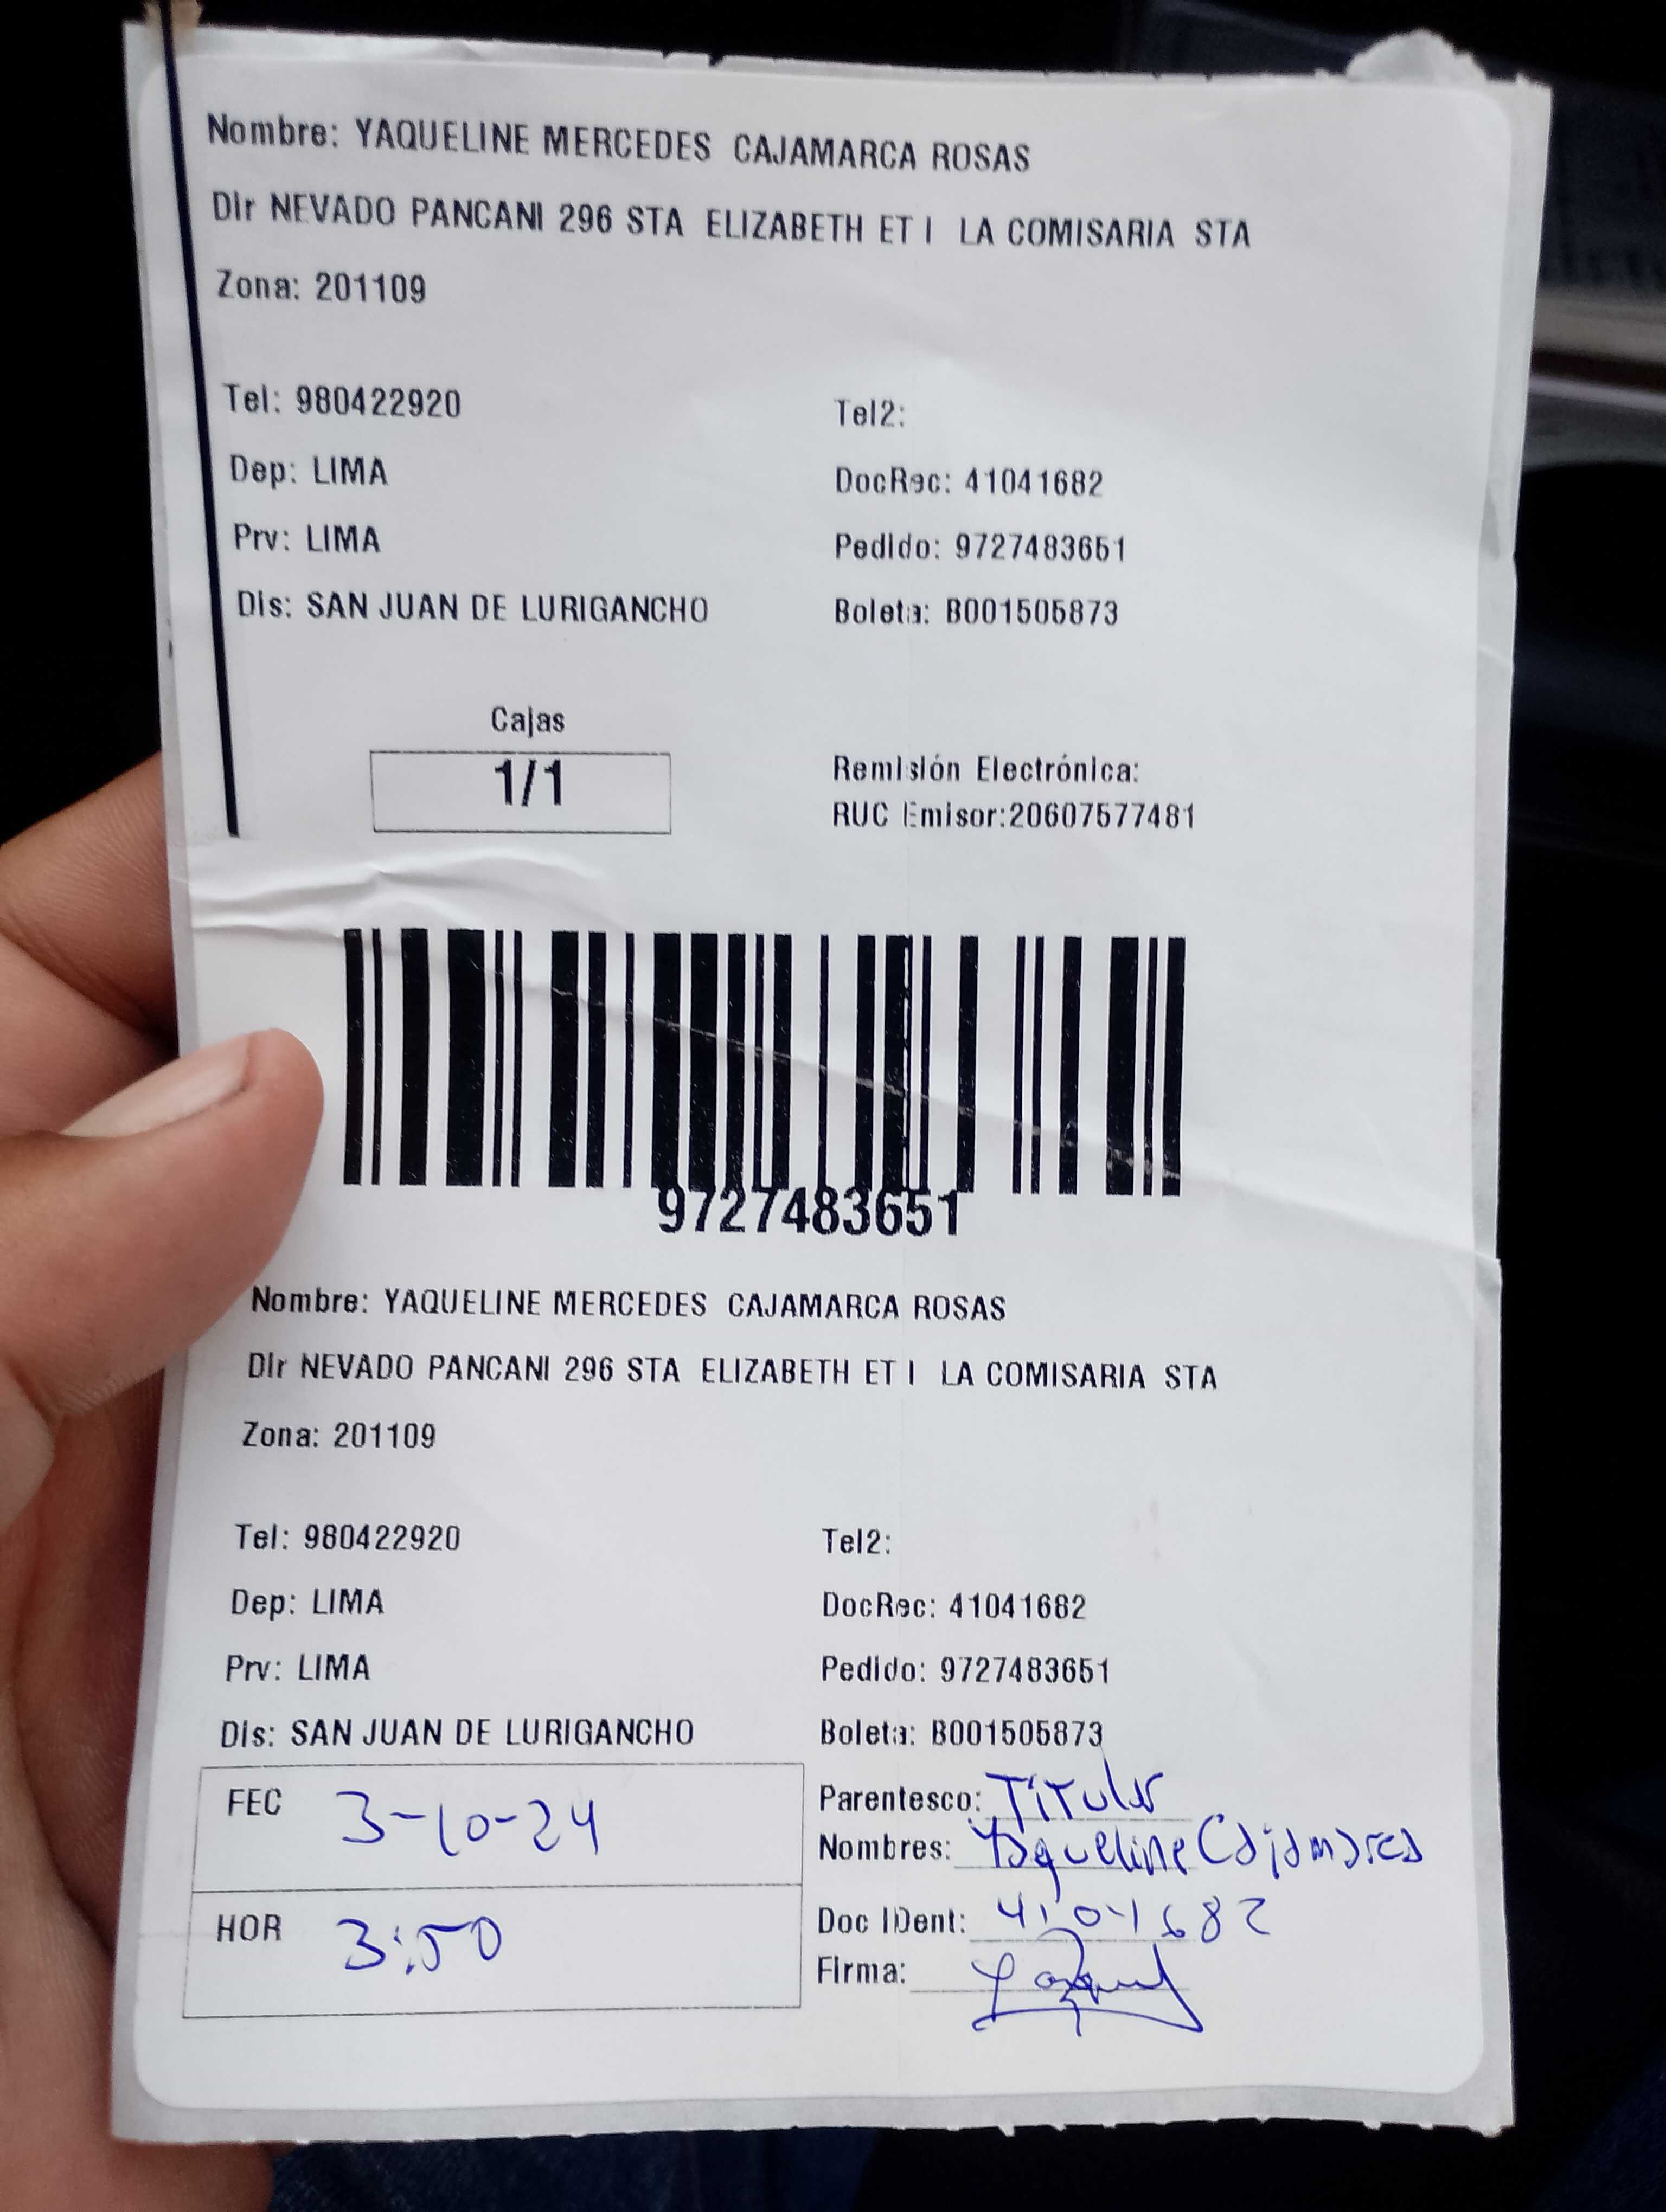 Nombre: YAQUELINE MERCEDES CAJAMARCA ROSAS
Dir NEVADO PANCANI 296 STA ELIZABETH ET I LA COMISARIA STA
Zona: 201109
Tel: 980422920 Tel2:
Dep: LIMA DocRec: 41041682
Prv: LIMA Pedido: 9727483651
Dis: SAN JUAN DE LURIGANCHO Boleta: B001505873
Cajas
1/1
Remisión Electrónica:
RUC Emisor:20607577481
9727483651
Nombre: YAQUELINE MERCEDES CAJAMARCA ROSAS
Dir NEVADO PANCANI 296 STA ELIZABETH ET I LA COMISARIA STA
Zona: 201109
Tel: 980422920 Tel2:
Dep: LIMA DocRec: 41041682
Prv: LIMA Pedido: 9727483651
Dis: SAN JUAN DE LURIGANCHO Boleta: B001505873
FEC 3-10-24
HOR 3:50
Parentesco: Titular
Nombres: Yaqueline Cajamarca
Doc IDent: 41041682
Firma: